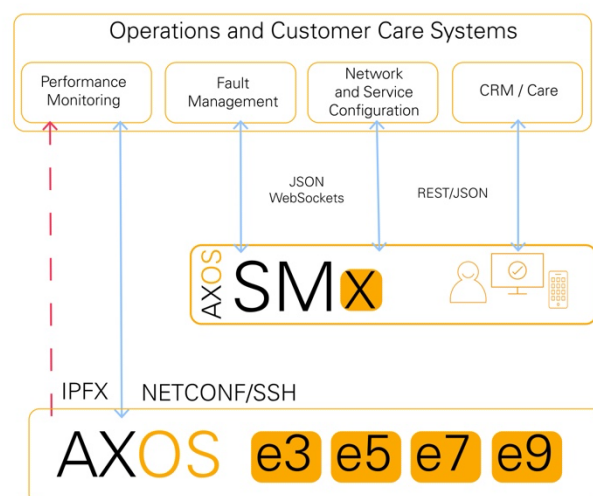 Operations and Customer Care Systems
Performance
Monitoring
Fault
Management
Network
and Service
Configuration
CRM / Care
JSON
WebSockets
REST/JSON
AXOS
SMx
IPFX
NETCONF/SSH
AXOS
e3
e5
e7
e9